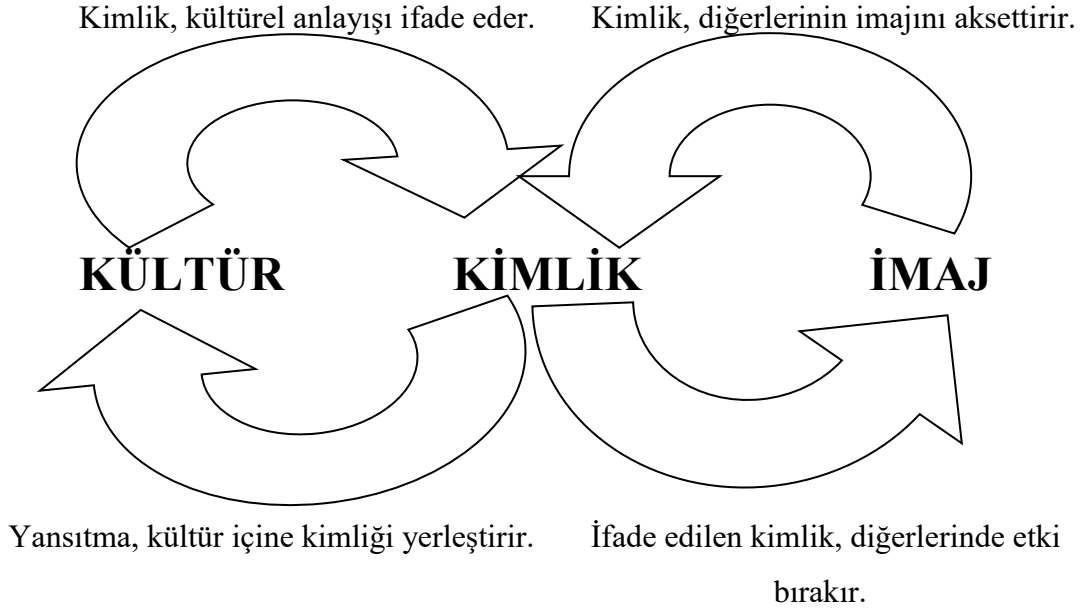 Kimlik, kültürel anlayışı ifade eder.
Kimlik, diğerlerinin imajını aksettirir.
KÜLTÜR
KİMLİK
İMAJ
Yansıtma, kültür içine kimliği yerleştirir.
İfade edilen kimlik, diğerlerinde etki
bırakır.